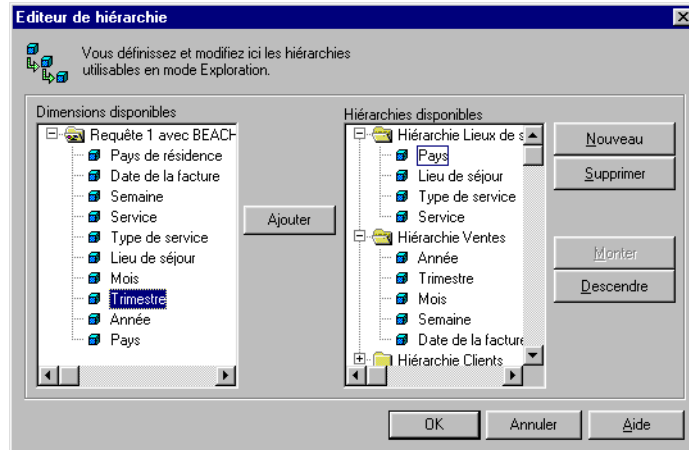 Editeur de hiérarchie
Vous définissez et modifiez ici les hiérarchies
utilisables en mode Exploration.
Dimensions disponibles
Requête 1 avec BEACH
Pays de résidence
Date de la facture
Semaine
Service
Type de service
Lieu de séjour
Mois
Trimestre
Année
Pays
Ajouter
Hiérarchies disponibles
Hiérarchie Lieux de s
Pays
Lieu de séjour
Type de service
Service
Hiérarchie Ventes
Année
Trimestre
Mois
Semaine
Date de la facture
Hiérarchie Clients
Nouveau
Supprimer
Monter
Descendre
OK
Annuler
Aide